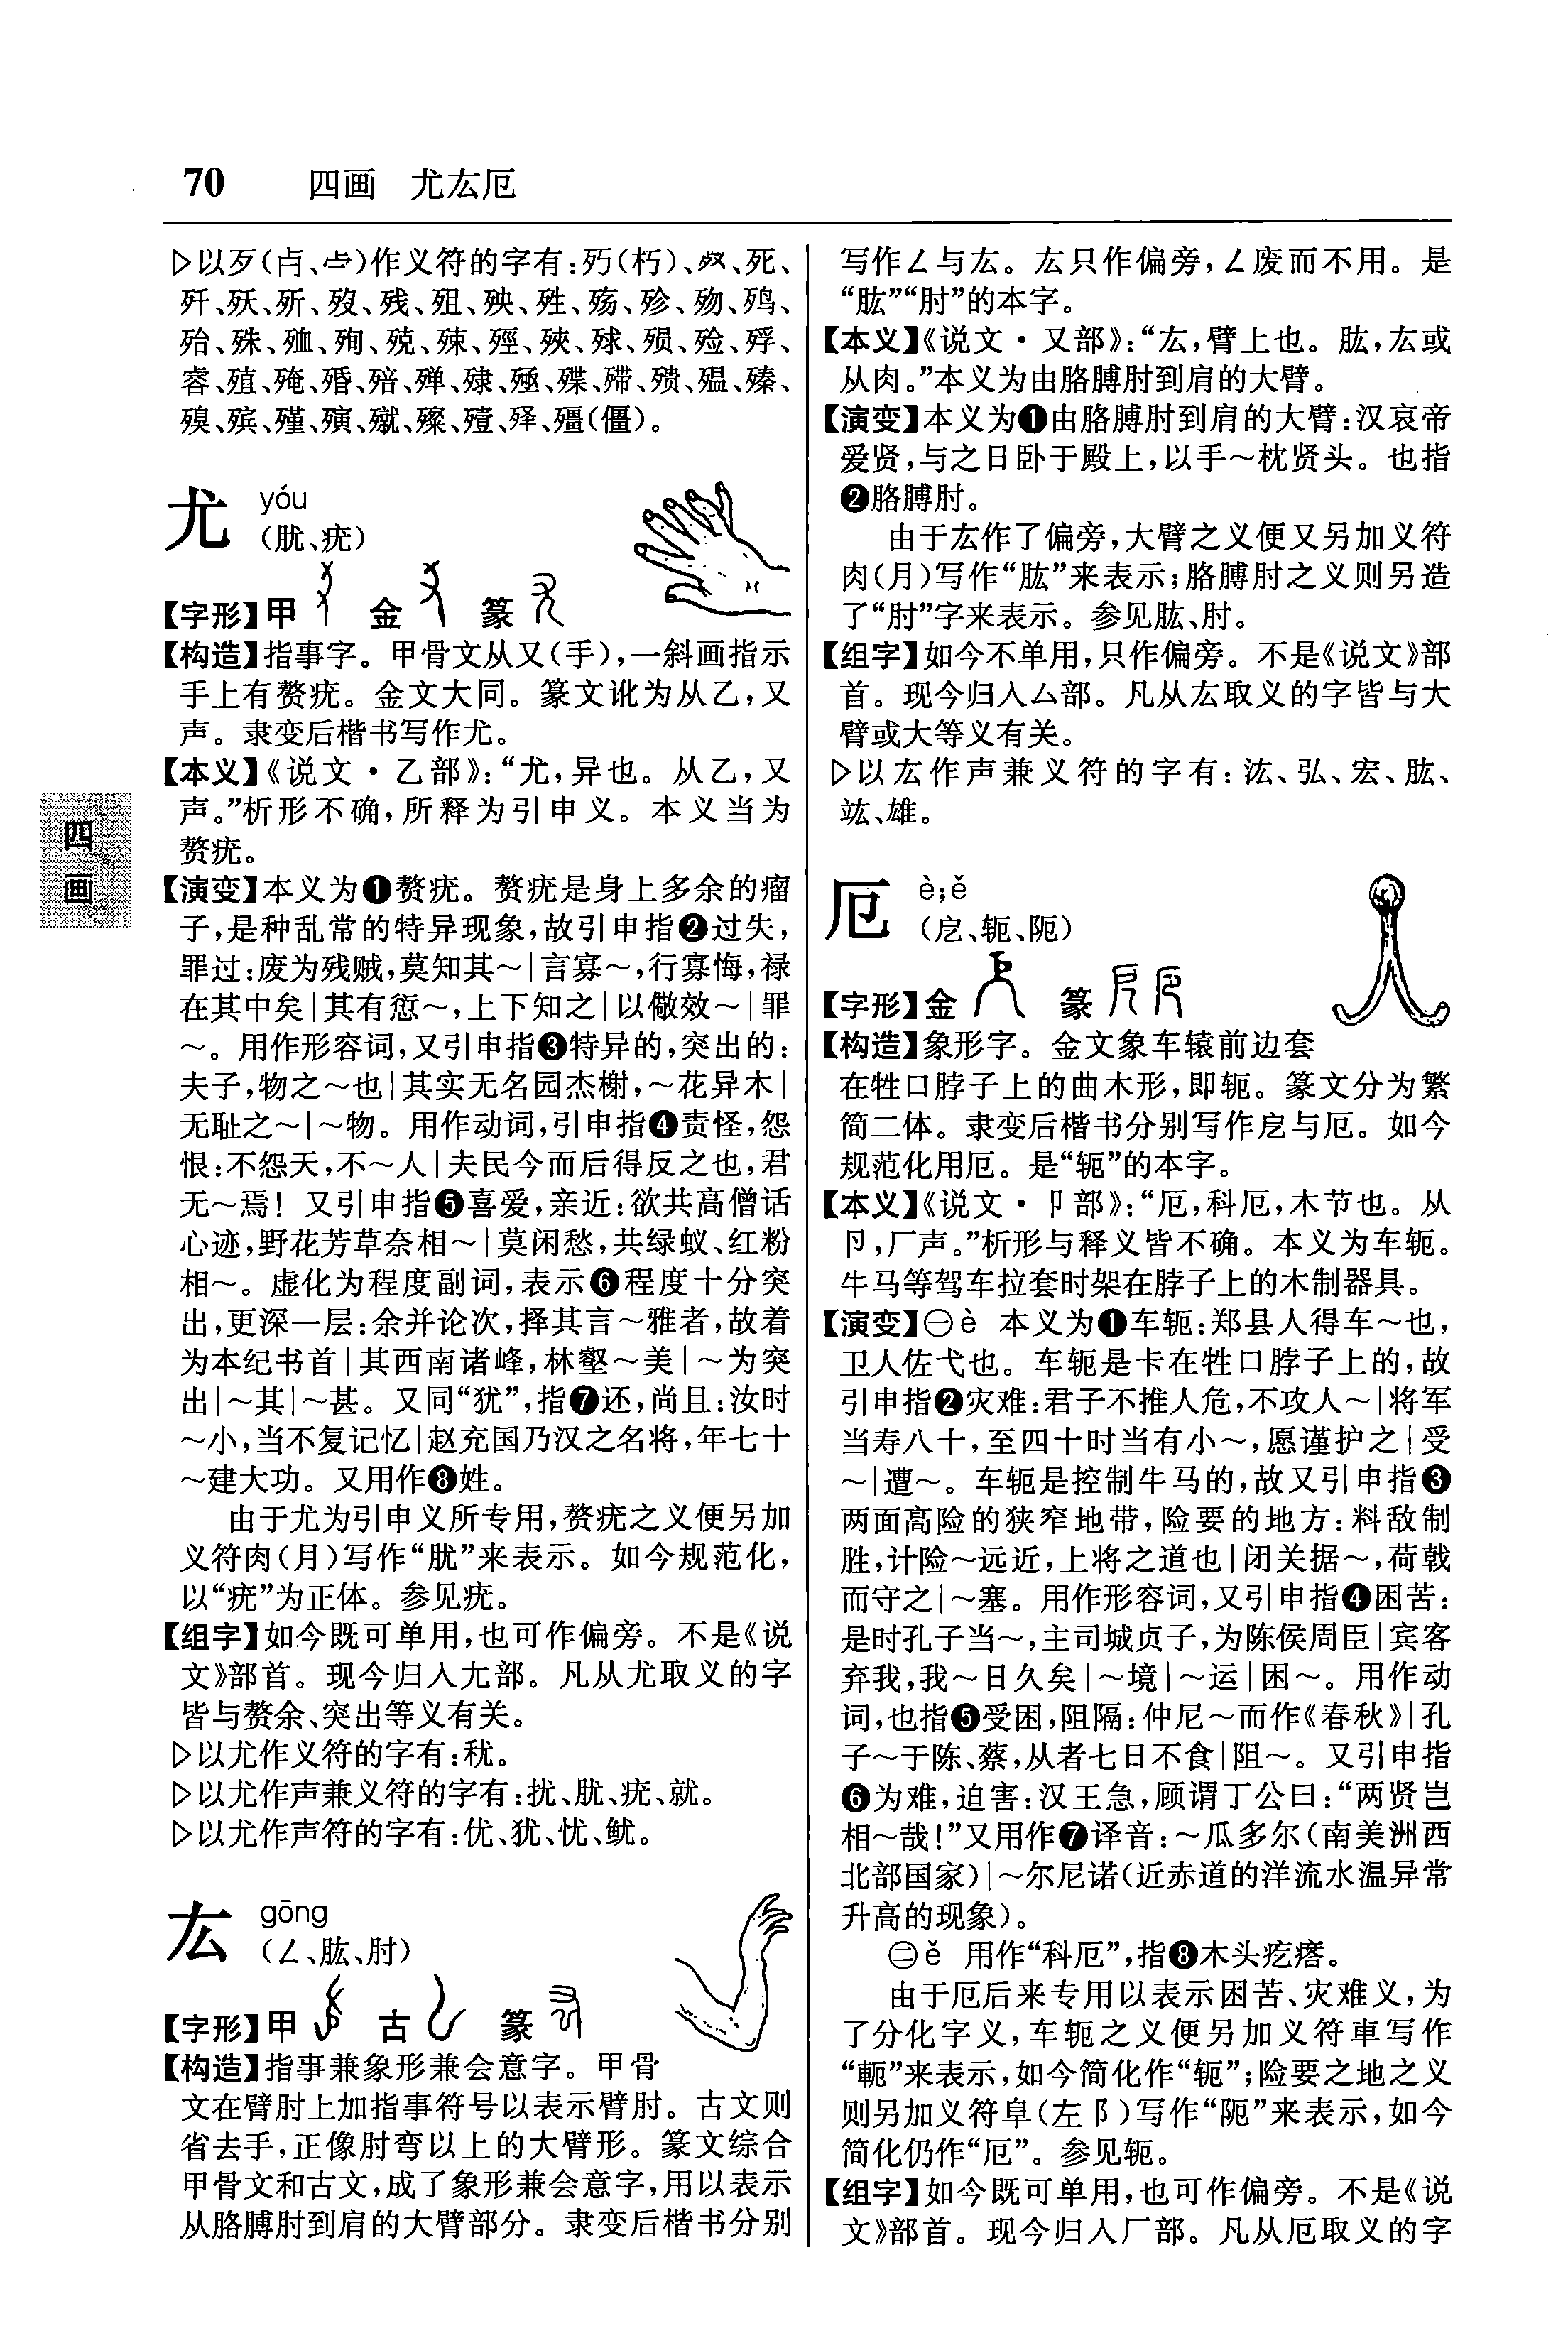 70 四画 尤厷厄
▷以歹(歺、歺)作义符的字有:歹(朽)、死、
残、殂、殃、殄、殇、
殆、殊、殉、殒、殓、殍、
殖、殚、殛、殡、
殣、殪、殭(僵)。
尤 yóu
(肬、疣)
【字形】甲 金 篆
【构造】指事字。甲骨文从又(手),一斜画指示
手上有赘疣。金文大同。篆文讹为从乙,又
声。隶变后楷书写作尤。
【本义】《说文·乙部》:“尤,异也。从乙,又
声。”析形不确,所释为引申义。本义当为
赘疣。
【演变】本义为❶赘疣。赘疣是身上多余的瘤
子,是种乱常的特异现象,故引申指❷过失,
罪过:废为残贼,莫知其～|言寡～,行寡悔,禄
在其中矣|其有愆～,上下知之|以儆效～|罪
～。用作形容词,又引申指❸特异的,突出的:
夫子,物之～也|其实无名园杰榭,～花异木|
无耻之～|～物。用作动词,引申指❹责怪,怨
恨:不怨天,不～人|夫民今而后得反之也,君
无～焉!又引申指❺喜爱,亲近:欲共高僧话
心迹,野花芳草奈相～|莫闲愁,共绿蚁、红粉
相～。虚化为程度副词,表示❻程度十分突
出,更深一层:余并论次,择其言～雅者,故着
为本纪书首|其西南诸峰,林壑～美|～为突
出|～其|～甚。又同“犹”,指❼还,尚且:汝时
～小,当不复记忆|赵充国乃汉之名将,年七十
～建大功。又用作❽姓。
由于尤为引申义所专用,赘疣之义便另加
义符肉(月)写作“肬”来表示。如今规范化,
以“疣”为正体。参见疣。
【组字】如今既可单用,也可作偏旁。不是《说
文》部首。现今归入尢部。凡从尤取义的字
皆与赘余、突出等义有关。
▷以尤作义符的字有:䅎。
▷以尤作声兼义符的字有:扰、肬、疣、就。
▷以尤作声符的字有:优、犹、忧、鱿。
厷 gōng
(ㄥ、肱、肘)
【字形】甲 古 篆
【构造】指事兼象形兼会意字。甲骨
文在臂肘上加指事符号以表示臂肘。古文则
省去手,正像肘弯以上的大臂形。篆文综合
甲骨文和古文,成了象形兼会意字,用以表示
从胳膊肘到肩的大臂部分。隶变后楷书分别
写作ㄥ与厷。厷只作偏旁,ㄥ废而不用。是
“肱”“肘”的本字。
【本义】《说文·又部》:“厷,臂上也。肱,厷或
从肉。”本义为由胳膊肘到肩的大臂。
【演变】本义为❶由胳膊肘到肩的大臂:汉哀帝
爱贤,与之日卧于殿上,以手～枕贤头。也指
❷胳膊肘。
由于厷作了偏旁,大臂之义便又另加义符
肉(月)写作“肱”来表示;胳膊肘之义则另造
了“肘”字来表示。参见肱、肘。
【组字】如今不单用,只作偏旁。不是《说文》部
首。现今归入厶部。凡从厷取义的字皆与大
臂或大等义有关。
▷以厷作声兼义符的字有:汯、弘、宏、肱、
竑、雄。
厄 è;ě
(戹、轭、阨)
【字形】金 篆
【构造】象形字。金文象车辕前边套
在牲口脖子上的曲木形,即轭。篆文分为繁
简二体。隶变后楷书分别写作戹与厄。如今
规范化用厄。是“轭”的本字。
【本义】《说文·卩部》:“厄,科厄,木节也。从
卩,厂声。”析形与释义皆不确。本义为车轭。
牛马等驾车拉套时架在脖子上的木制器具。
【演变】㊀è 本义为❶车轭:郑县人得车～也,
卫人佐弋也。车轭是卡在牲口脖子上的,故
引申指❷灾难:君子不推人危,不攻人～|将军
当寿八十,至四十时当有小～,愿谨护之|受
～|遭～。车轭是控制牛马的,故又引申指❸
两面高险的狭窄地带,险要的地方:料敌制
胜,计险～远近,上将之道也|闭关据～,荷戟
而守之|～塞。用作形容词,又引申指❹困苦:
是时孔子当～,主司城贞子,为陈侯周臣|宾客
弃我,我～日久矣|～境|～运|困～。用作动
词,也指❺受困,阻隔:仲尼～而作《春秋》|孔
子～于陈、蔡,从者七日不食|阻～。又引申指
❻为难,迫害:汉王急,顾谓丁公曰:“两贤岂
相～哉!”又用作❼译音:～瓜多尔(南美洲西
北部国家)|～尔尼诺(近赤道的洋流水温异常
升高的现象)。
㊁ě 用作“科厄”,指❽木头疙瘩。
由于厄后来专用以表示困苦、灾难义,为
了分化字义,车轭之义便另加义符車写作
“軛”来表示,如今简化作“轭”;险要之地之义
则另加义符阜(左阝)写作“阨”来表示,如今
简化仍作“厄”。参见轭。
【组字】如今既可单用,也可作偏旁。不是《说
文》部首。现今归入厂部。凡从厄取义的字
四
画